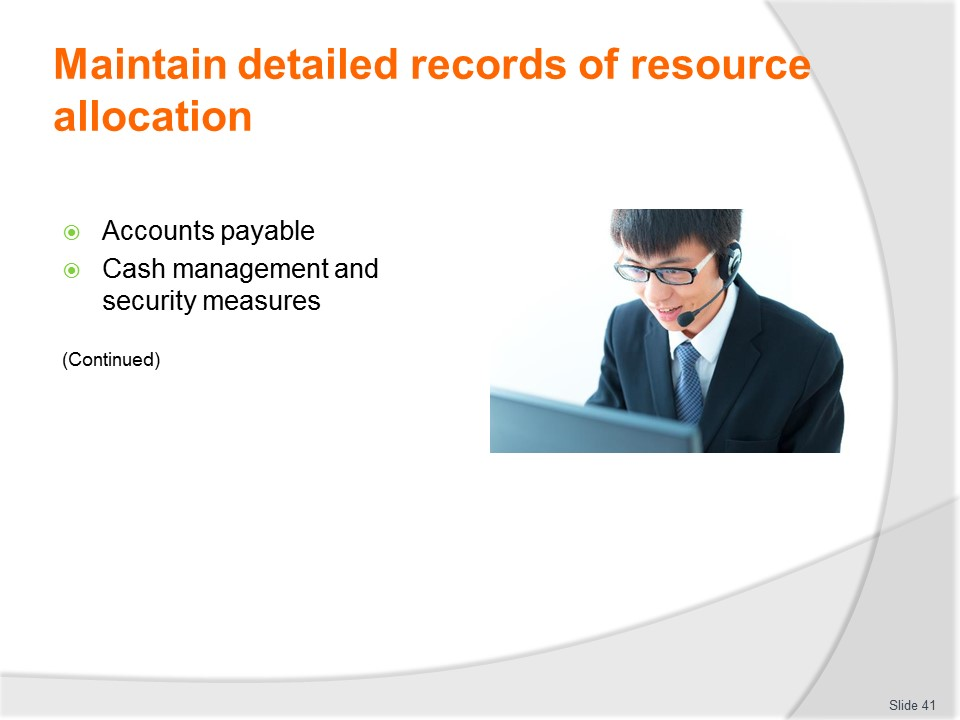 Maintain detailed records of resource
allocation
Accounts payable
Cash management and
security measures
(Continued)
Slide 41